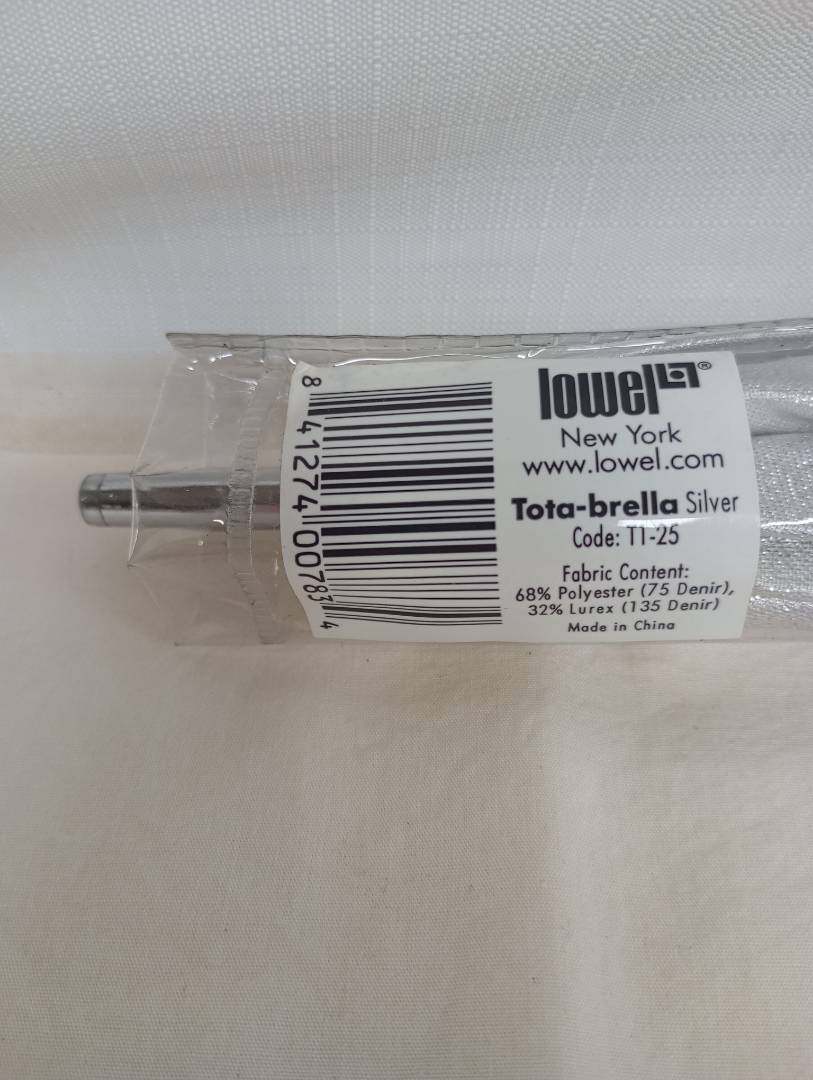 lowel®
New York
www.lowel.com
Tota-brella Silver
Code: T1-25
Fabric Content:
68% Polyester (75 Denir),
32% Lurex (135 Denir)
Made in China
8 41274 00783 4